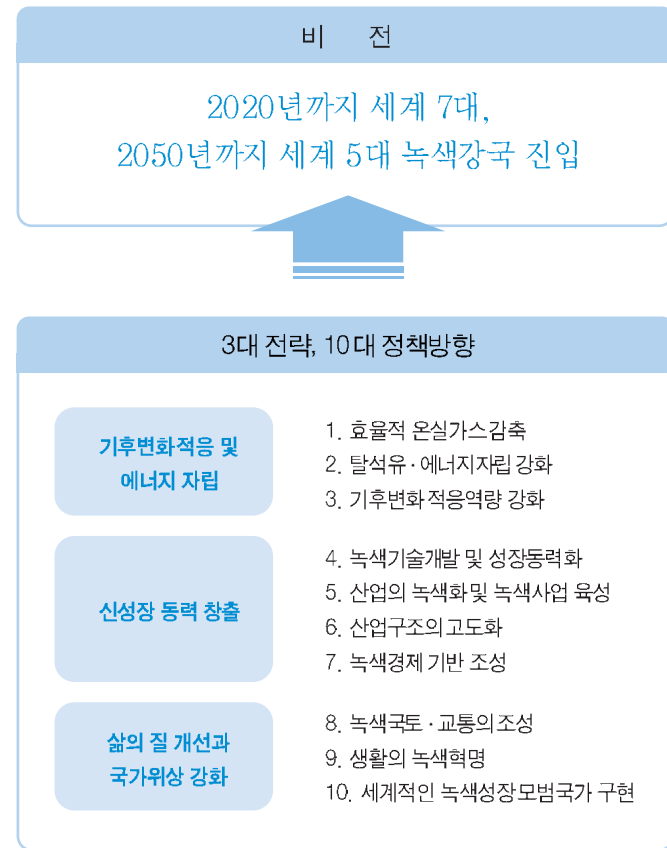 비 전
2020년까지 세계 7대,
2050년까지 세계 5대 녹색강국 진입
3대 전략, 10대 정책방향
기후변화적응 및
에너지 자립
1. 효율적 온실가스감축
2. 탈석유·에너지자립 강화
3. 기후변화 적응역량 강화
신성장 동력 창출
4. 녹색기술개발 및 성장동력화
5. 산업의 녹색화및 녹색사업 육성
6. 산업구조의고도화
7. 녹색경제 기반 조성
삶의 질 개선과
국가위상 강화
8. 녹색국토·교통의조성
9. 생활의 녹색혁명
10. 세계적인 녹색성장모범국가 구현